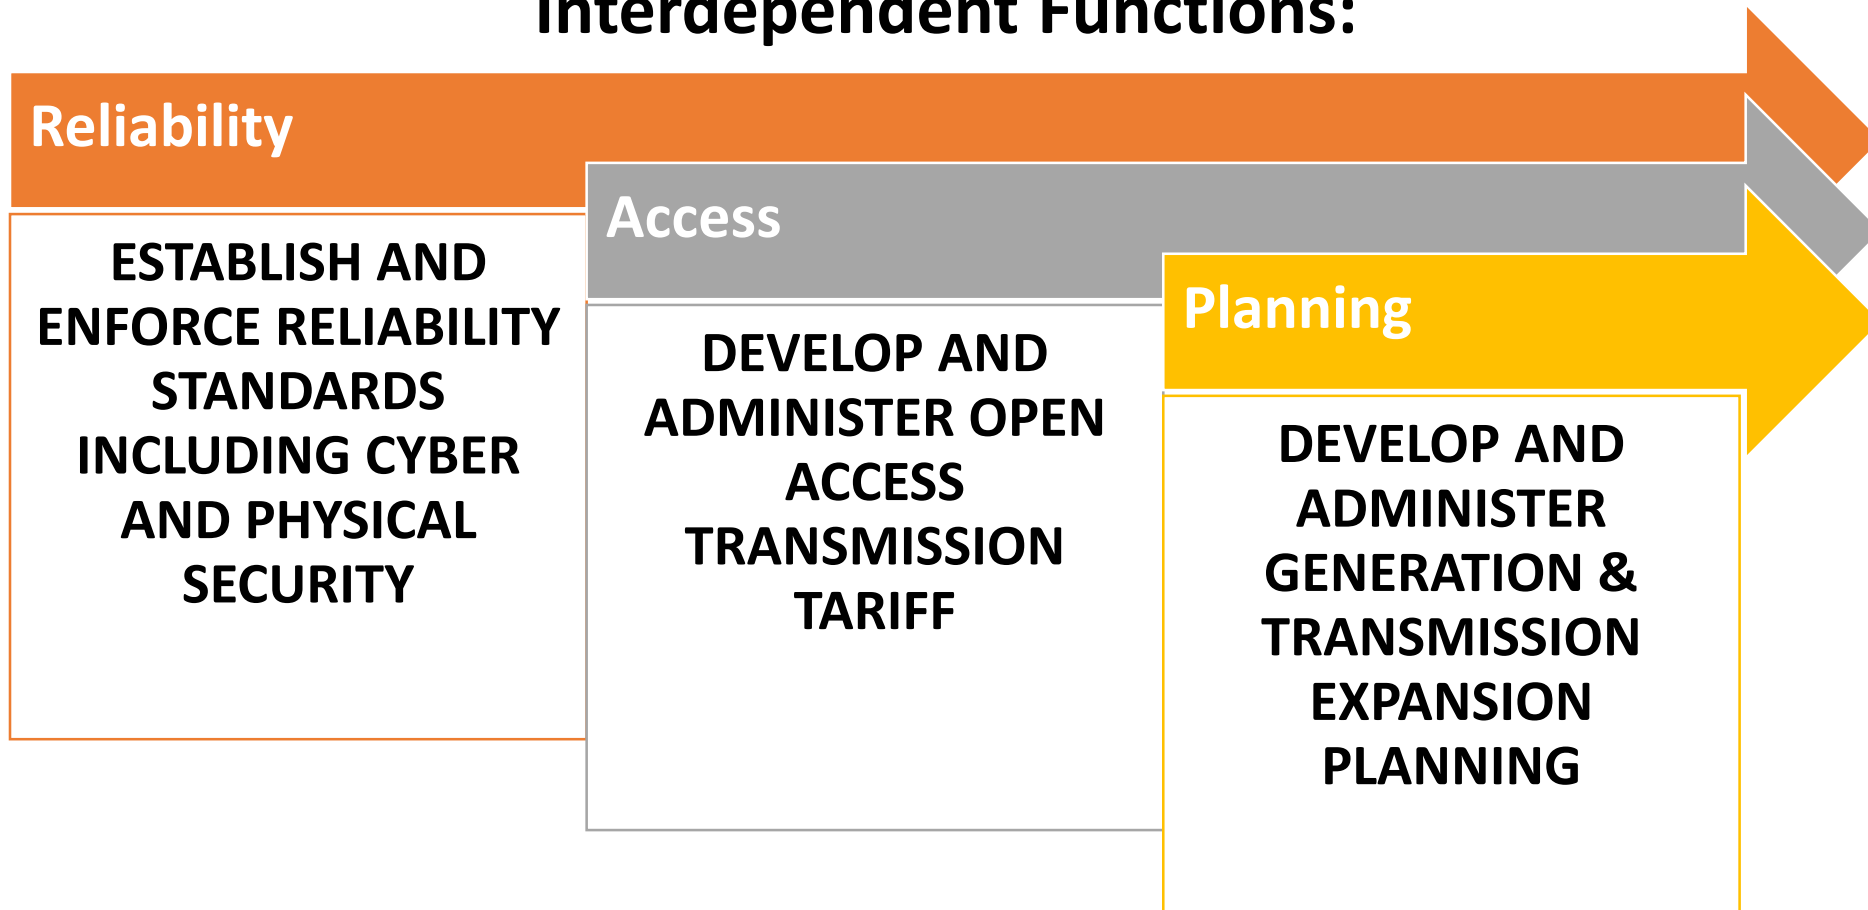 Interdependent Functions:
Reliability
ESTABLISH AND
ENFORCE RELIABILITY
STANDARDS
INCLUDING CYBER
AND PHYSICAL
SECURITY
Access
DEVELOP AND
ADMINISTER OPEN
ACCESS
TRANSMISSION
TARIFF
Planning
DEVELOP AND
ADMINISTER
GENERATION &
TRANSMISSION
EXPANSION
PLANNING